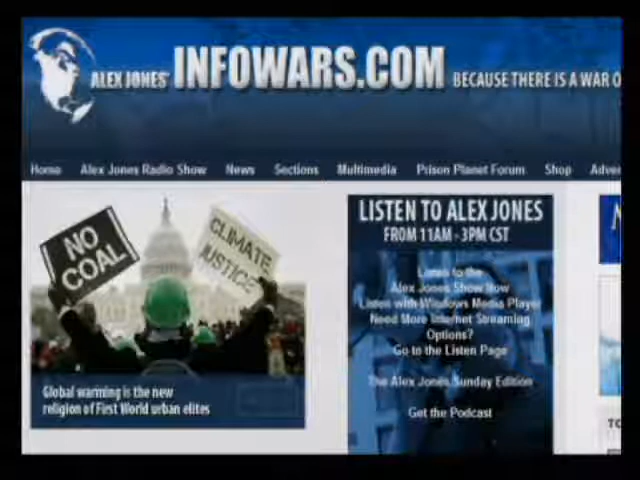 ALEX JONES' INFOWARS.COM BECAUSE THERE IS A WAR O
Home Alex Jones Radio Show News Sections Multimedia Prison Planet Forum Shop Adve
NO
COAL
CLIMATE
JUSTICE
Global warming is the new
religion of First World urban elites
LISTEN TO ALEX JONES
FROM 11AM - 3PM CST
Listen to the
Alex Jones Show Now
Listen with Windows Media Player
Need More Internet Streaming
Options?
Go to the Listen Page
The Alex Jones Sunday Edition
Get the Podcast
TO